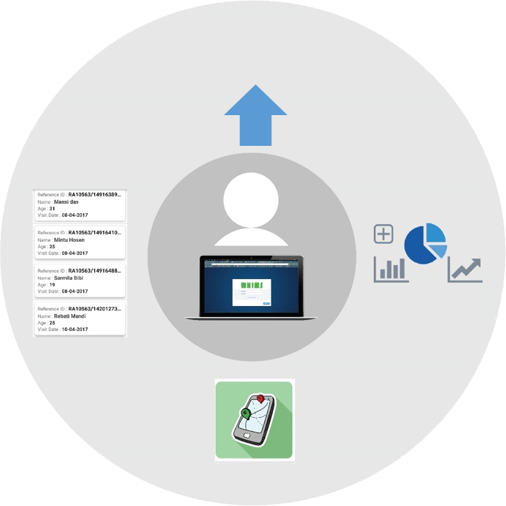 Reference ID : RA10563/14916389...
Name : Mansi das
Age : 31
Visit Date : 08-04-2017
Reference ID : RA10563/14916410...
Name : Mintu Hosen
Age : 25
Visit Date : 08-04-2017
Reference ID : RA10563/14916488...
Name : Sarmila Bibi
Age : 19
Visit Date : 08-04-2017
Reference ID : RA10563/14201273...
Name : Rebati Mandi
Age : 25
Visit Date : 10-04-2017